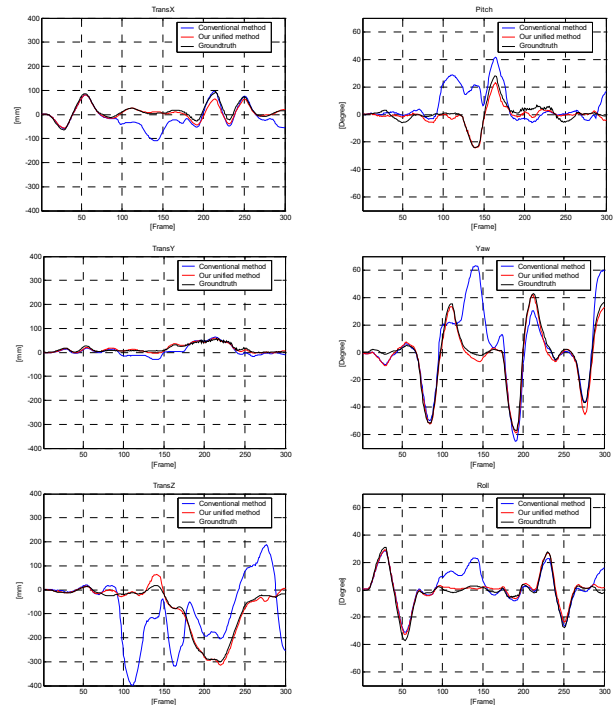 TransX
Conventional method
Our unified method
Groundtruth
400
300
200
100
0
-100
-200
-300
-400
[mm]
50
100
150
200
250
300
[Frame]
Pitch
Conventional method
Our unified method
Groundtruth
60
40
20
0
-20
-40
-60
[Degree]
50
100
150
200
250
300
[Frame]
TransY
Conventional method
Our unified method
Groundtruth
400
300
200
100
0
-100
-200
-300
-400
[mm]
50
100
150
200
250
300
[Frame]
Yaw
Conventional method
Our unified method
Groundtruth
60
40
20
0
-20
-40
-60
[Degree]
50
100
150
200
250
300
[Frame]
TransZ
Conventional method
Our unified method
Groundtruth
400
300
200
100
0
-100
-200
-300
-400
[mm]
50
100
150
200
250
300
[Frame]
Roll
Conventional method
Our unified method
Groundtruth
60
40
20
0
-20
-40
-60
[Degree]
50
100
150
200
250
300
[Frame]